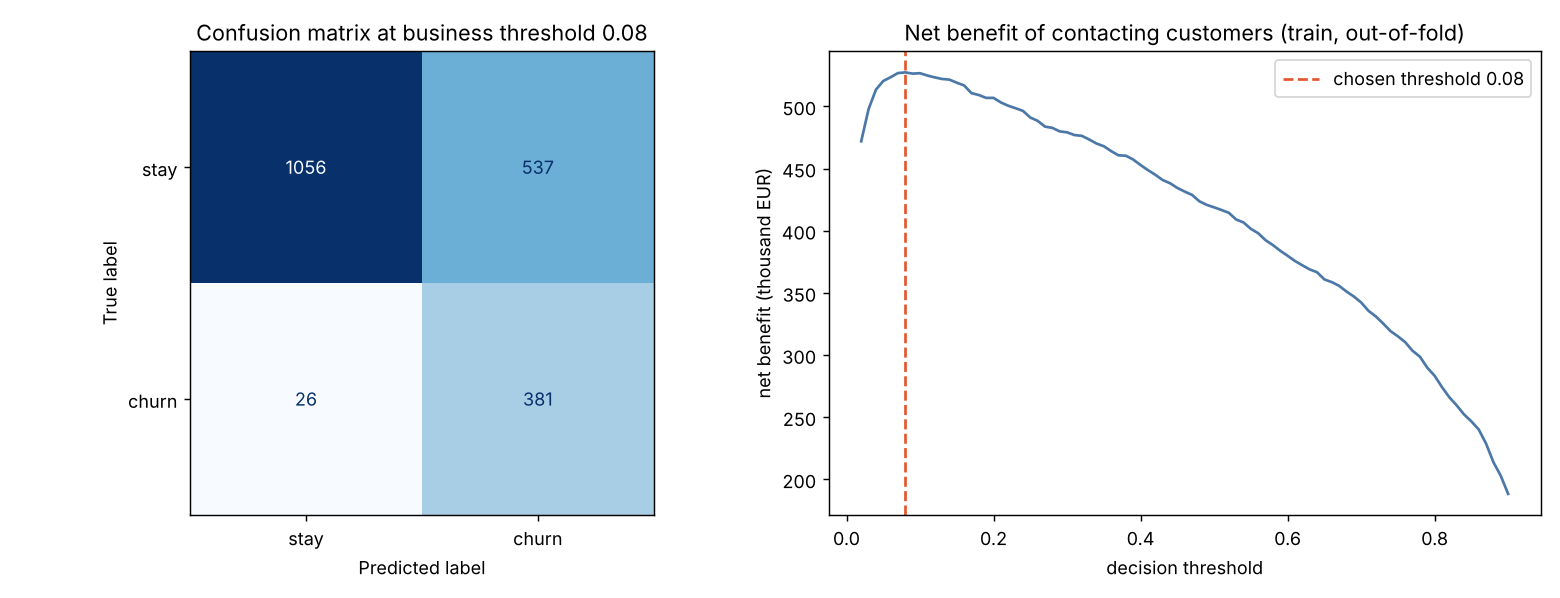 Confusion matrix at business threshold 0.08
True label
stay
churn
1056
537
26
381
stay
churn
Predicted label
Net benefit of contacting customers (train, out-of-fold)
chosen threshold 0.08
net benefit (thousand EUR)
500
450
400
350
300
250
200
0.0
0.2
0.4
0.6
0.8
decision threshold